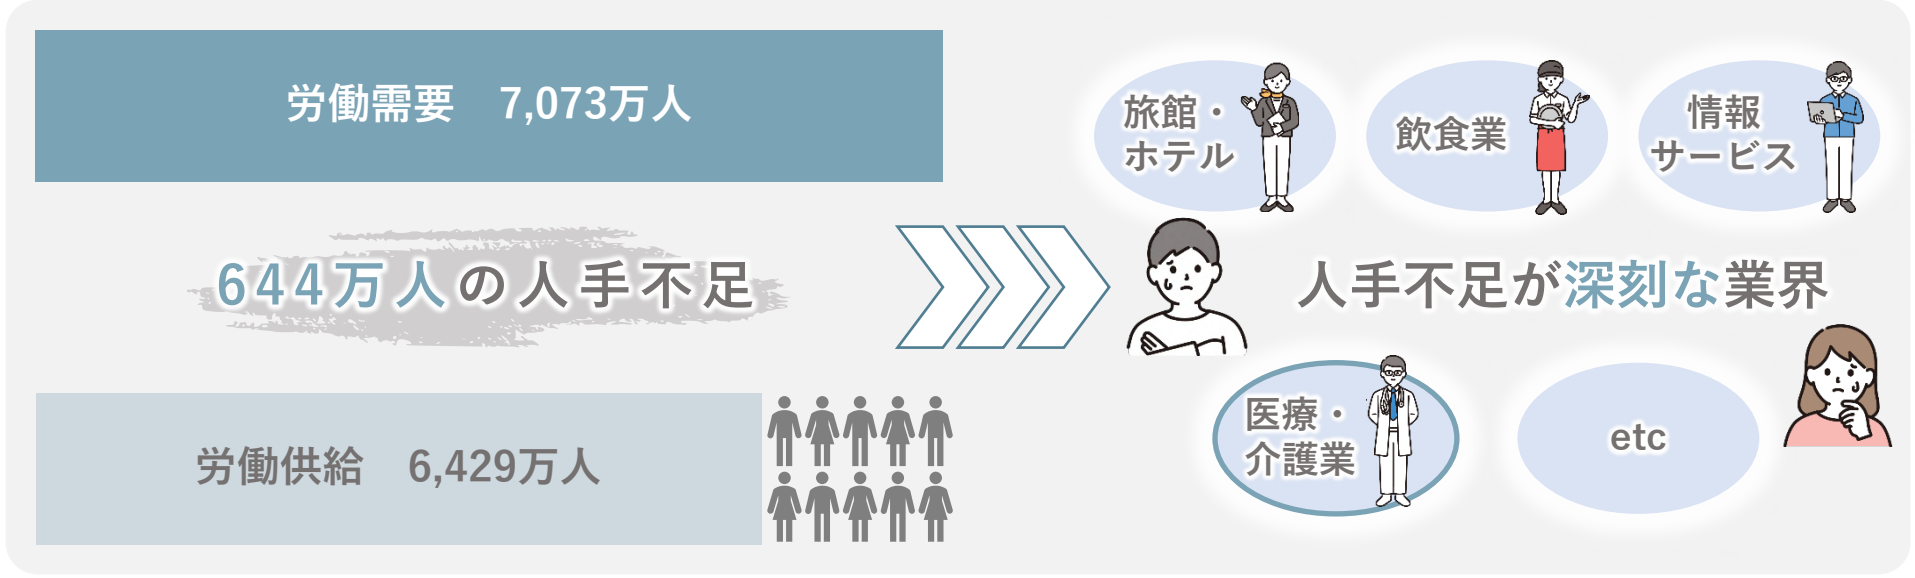 労働需要　7,073万人
644万人の人手不足
労働供給　6,429万人
旅館・
ホテル
飲食業
情報
サービス
人手不足が深刻な業界
医療・
介護業
etc